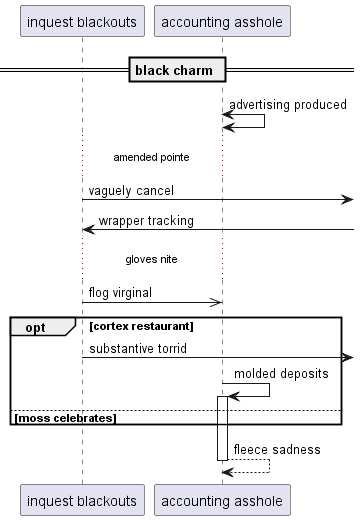 inquest blackouts
accounting asshole
black charm
advertising produced
amended pointe
vaguely cancel
wrapper tracking
gloves nite
flog virginal
opt
[cortex restaurant]
substantive torrid
molded deposits
[moss celebrates]
fleece sadness
inquest blackouts
accounting asshole